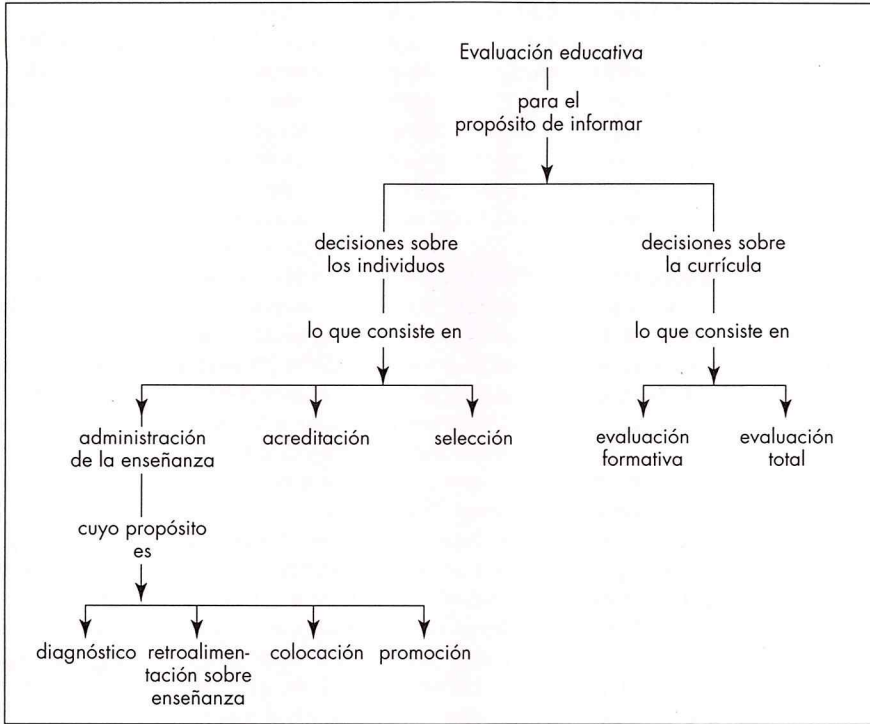 Evaluación educativa
para el
propósito de informar
decisiones sobre
los individuos
decisiones sobre
la currícula
lo que consiste en
lo que consiste en
administración
de la enseñanza
acreditación
selección
evaluación
formativa
evaluación
total
cuyo propósito
es
diagnóstico
retroalimen-
tación sobre
enseñanza
colocación
promoción